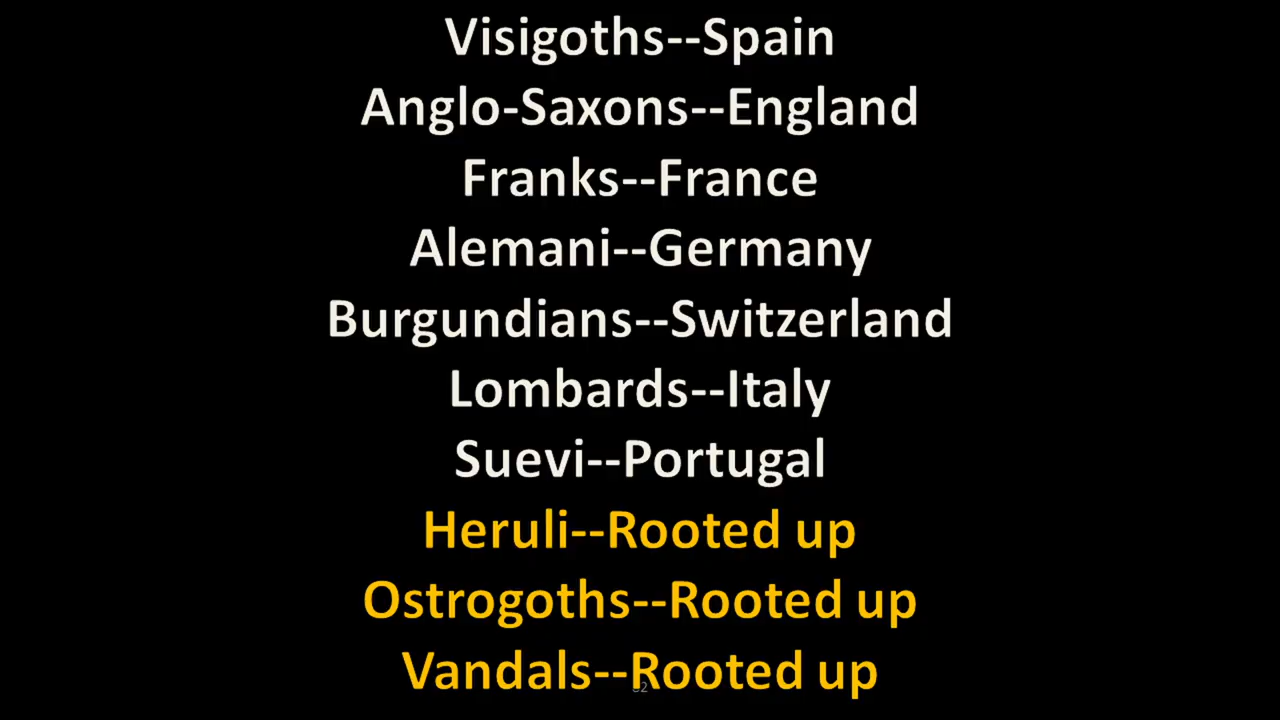 Visigoths--Spain
Anglo-Saxons--England
Franks--France
Alemani--Germany
Burgundians--Switzerland
Lombards--Italy
Suevi--Portugal
Heruli--Rooted up
Ostrogoths--Rooted up
Vandals--Rooted up